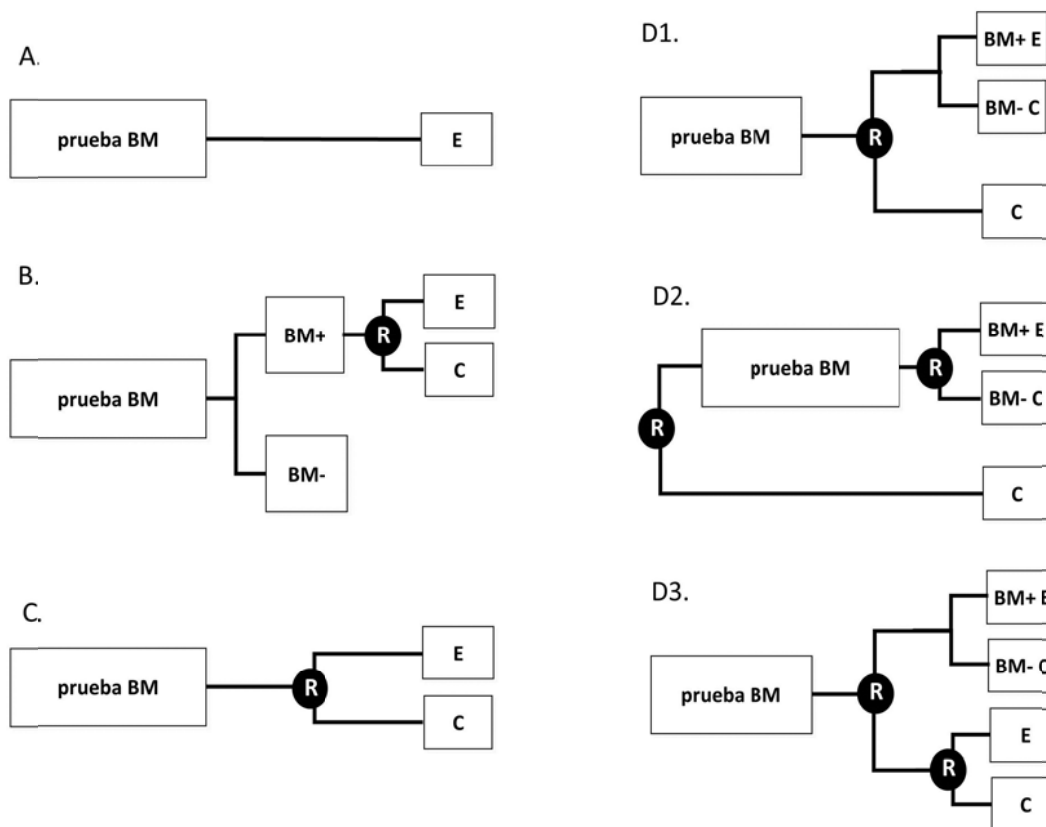 A.
prueba BM
E
B.
prueba BM
BM+
R
E
C
BM-
C.
prueba BM
R
E
C
D1.
prueba BM
R
BM+ E
BM- C
C
D2.
R
prueba BM
R
BM+ E
BM- C
C
D3.
prueba BM
R
BM+ E
BM- C
R
E
C